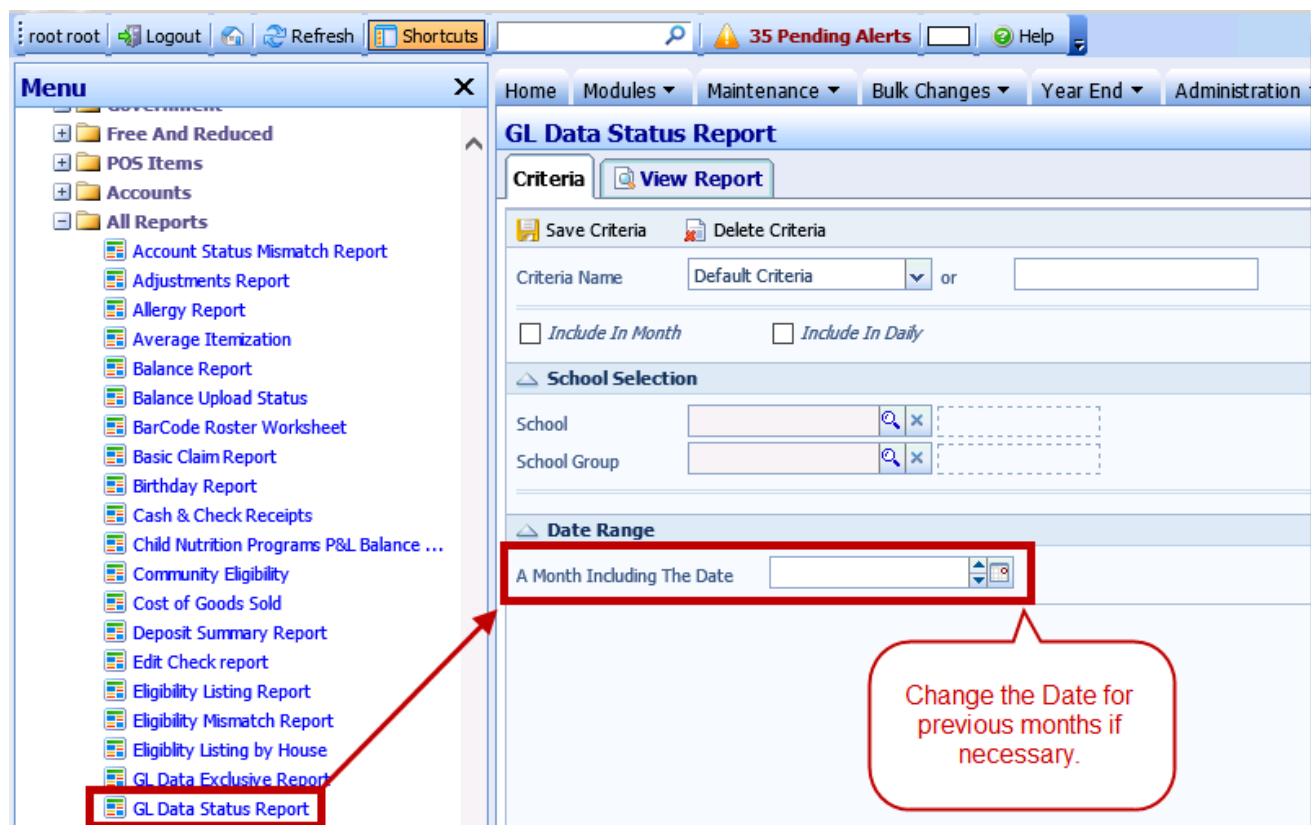 root root Logout Refresh Shortcuts 35 Pending Alerts Help
Menu
Home Modules Maintenance Bulk Changes Year End Administration
Government
Free And Reduced
POS Items
Accounts
All Reports
Account Status Mismatch Report
Adjustments Report
Allergy Report
Average Itemization
Balance Report
Balance Upload Status
BarCode Roster Worksheet
Basic Claim Report
Birthday Report
Cash & Check Receipts
Child Nutrition Programs P&L Balance ...
Community Eligibility
Cost of Goods Sold
Deposit Summary Report
Edit Check report
Eligibility Listing Report
Eligibility Mismatch Report
Eligiblity Listing by House
GL Data Exclusive Report
GL Data Status Report
GL Data Status Report
Criteria View Report
Save Criteria Delete Criteria
Criteria Name Default Criteria or
Include In Month Include In Daily
School Selection
School
School Group
Date Range
A Month Including The Date
Change the Date for
previous months if
necessary.